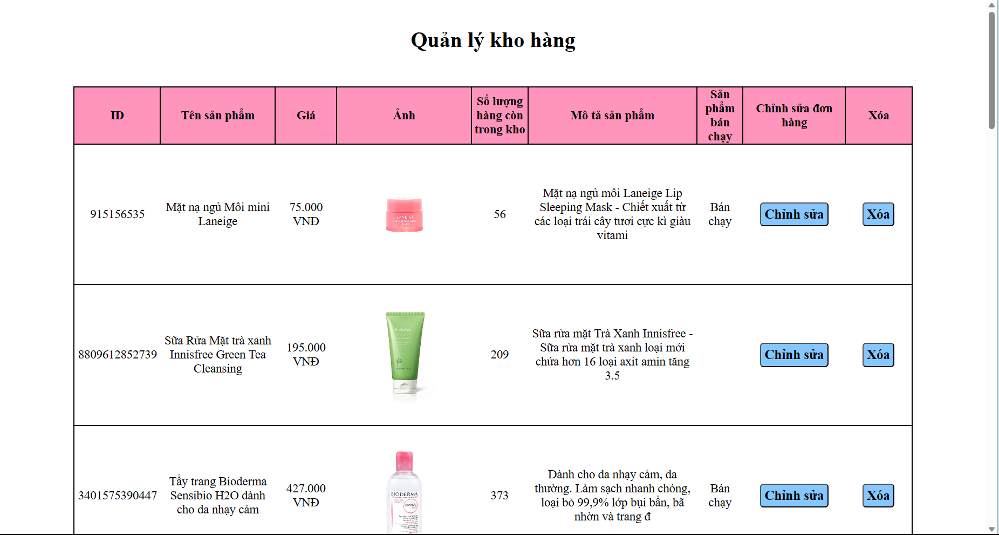 Quản lý kho hàng
ID
Tên sản phẩm
Giá
Ảnh
Số lượng
hàng còn
trong kho
Mô tả sản phẩm
Sản
phẩm
bán
chạy
Chỉnh sửa đơn
hàng
Xóa
915156535
Mặt nạ ngủ Môi mini
Laneige
75.000
VNĐ
LANEIGE
56
Mặt nạ ngủ môi Laneige Lip
Sleeping Mask - Chiết xuất từ
các loại trái cây tươi cực kì giàu
vitami
Bán
chạy
Chỉnh sửa
Xóa
8809612852739
Sữa Rửa Mặt trà xanh
Innisfree Green Tea
Cleansing
195.000
VNĐ
innisfree
209
Sữa rửa mặt Trà Xanh Innisfree -
Sữa rửa mặt trà xanh loại mới
chứa hơn 16 loại axit amin tăng
3.5
Chỉnh sửa
Xóa
3401575390447
Tẩy trang Bioderma
Sensibio H2O dành
cho da nhạy cảm
427.000
VNĐ
BIODERMA
Sensibio
373
Dành cho da nhạy cảm, da
thường. Làm sạch nhanh chóng,
loại bỏ 99,9% lớp bụi bẩn, bã
nhờn và trang đ
Bán
chạy
Chỉnh sửa
Xóa